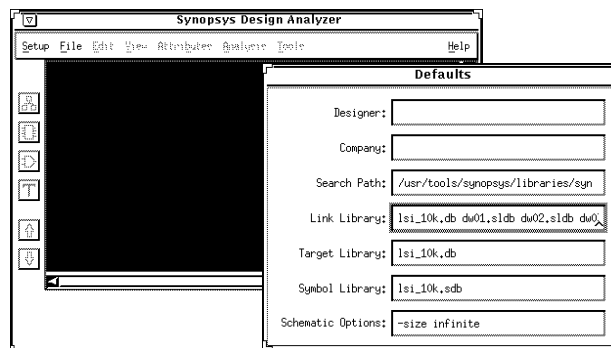 Synopsys Design Analyzer
Setup File Edit View Attributes Analysis Tools Help
Defaults
Designer:
Company:
Search Path: /usr/tools/synopsys/libraries/syn
Link Library: lsi_10k.db dw01.sldb dw02.sldb dw0
Target Library: lsi_10k.db
Symbol Library: lsi_10k.sdb
Schematic Options: -size infinite